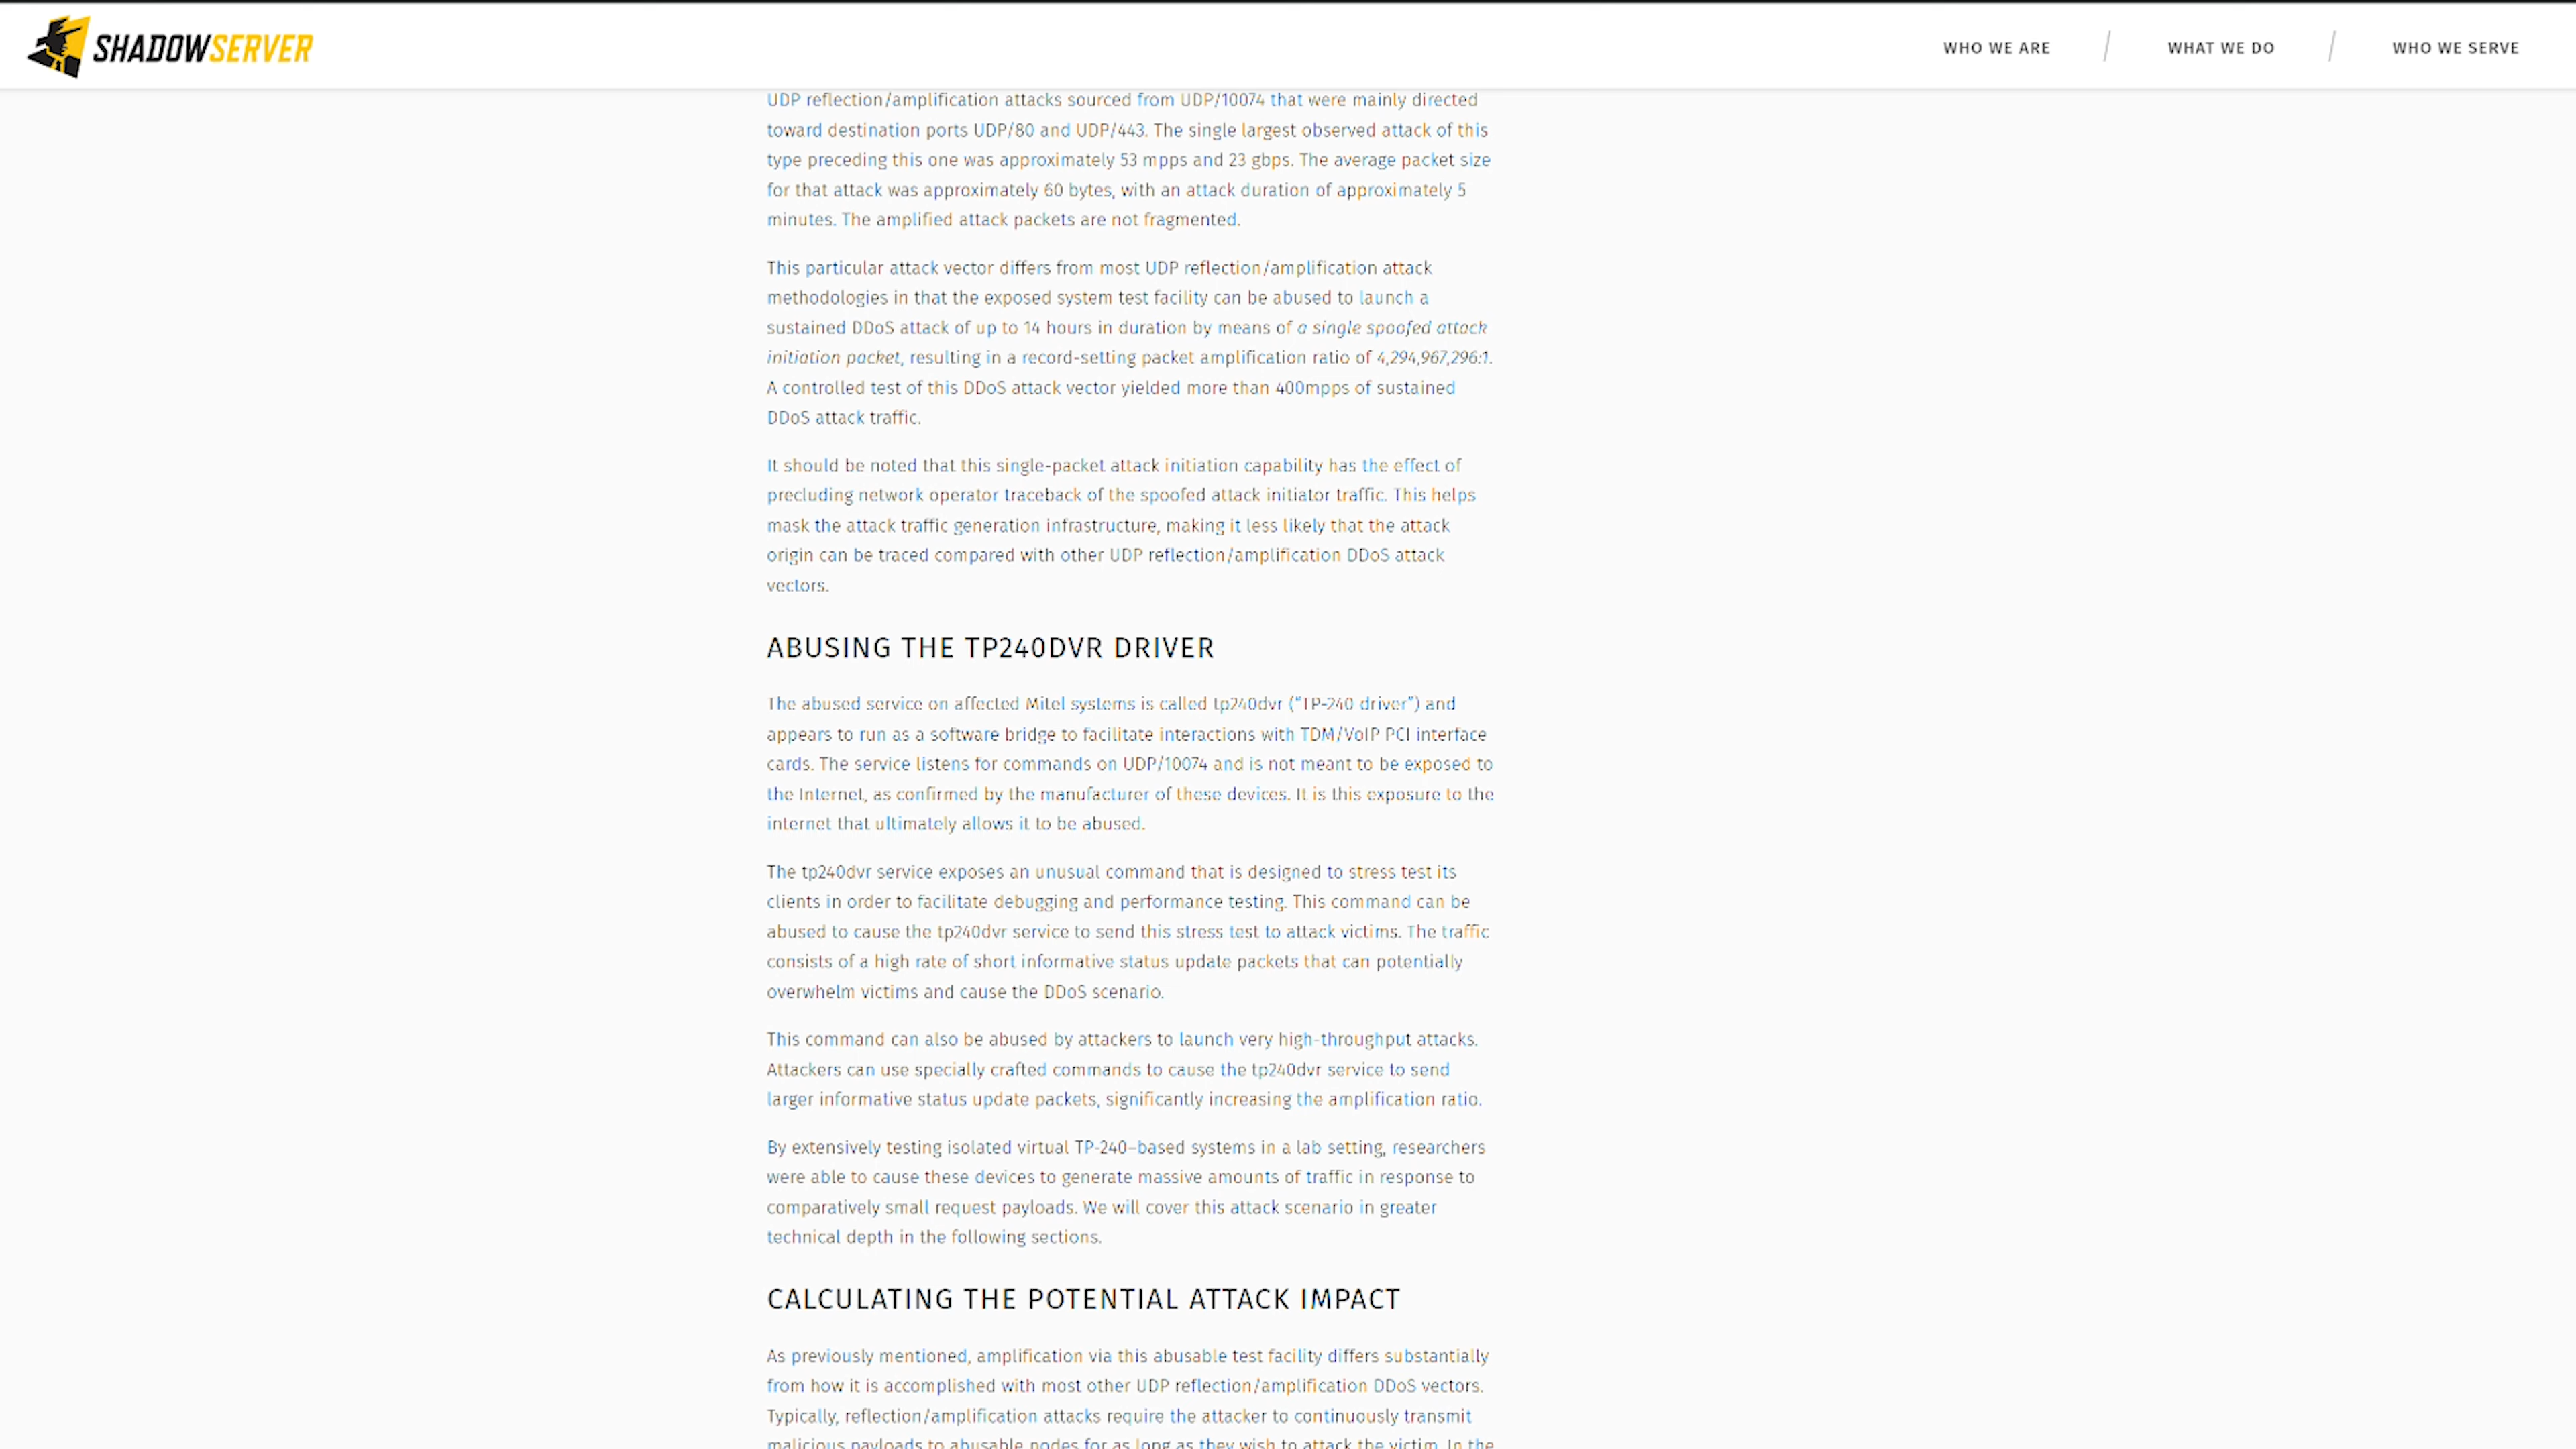 SHADOWSERVER
WHO WE ARE
WHAT WE DO
WHO WE SERVE
UDP reflection/amplification attacks sourced from UDP/10074 that were mainly directed
toward destination ports UDP/80 and UDP/443. The single largest observed attack of this
type preceding this one was approximately 53 mpps and 23 gbps. The average packet size
for that attack was approximately 60 bytes, with an attack duration of approximately 5
minutes. The amplified attack packets are not fragmented.
This particular attack vector differs from most UDP reflection/amplification attack
methodologies in that the exposed system test facility can be abused to launch a
sustained DDoS attack of up to 14 hours in duration by means of a single spoofed attack
initiation packet, resulting in a record-setting packet amplification ratio of 4,294,967,296:1.
A controlled test of this DDoS attack vector yielded more than 400mpps of sustained
DDoS attack traffic.
It should be noted that this single-packet attack initiation capability has the effect of
precluding network operator traceback of the spoofed attack initiator traffic. This helps
mask the attack traffic generation infrastructure, making it less likely that the attack
origin can be traced compared with other UDP reflection/amplification DDoS attack
vectors.
ABUSING THE TP240DVR DRIVER
The abused service on affected Mitel systems is called tp240dvr (“TP-240 driver”) and
appears to run as a software bridge to facilitate interactions with TDM/VoIP PCI interface
cards. The service listens for commands on UDP/10074 and is not meant to be exposed to
the Internet, as confirmed by the manufacturer of these devices. It is this exposure to the
internet that ultimately allows it to be abused.
The tp240dvr service exposes an unusual command that is designed to stress test its
clients in order to facilitate debugging and performance testing. This command can be
abused to cause the tp240dvr service to send this stress test to attack victims. The traffic
consists of a high rate of short informative status update packets that can potentially
overwhelm victims and cause the DDoS scenario.
This command can also be abused by attackers to launch very high-throughput attacks.
Attackers can use specially crafted commands to cause the tp240dvr service to send
larger informative status update packets, significantly increasing the amplification ratio.
By extensively testing isolated virtual TP-240–based systems in a lab setting, researchers
were able to cause these devices to generate massive amounts of traffic in response to
comparatively small request payloads. We will cover this attack scenario in greater
technical depth in the following sections.
CALCULATING THE POTENTIAL ATTACK IMPACT
As previously mentioned, amplification via this abusable test facility differs substantially
from how it is accomplished with most other UDP reflection/amplification DDoS vectors.
Typically, reflection/amplification attacks require the attacker to continuously transmit
malicious payloads to abusable nodes for as long as they wish to attack the victim. In the